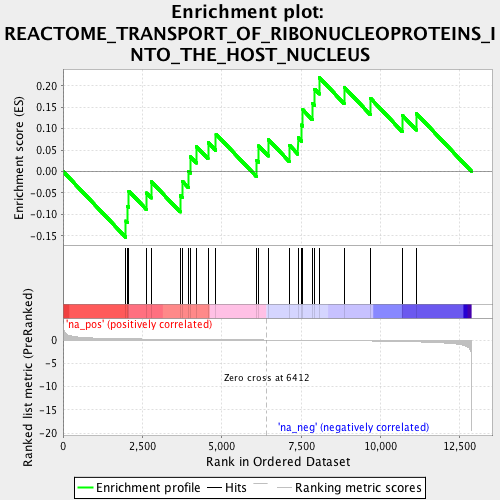 Enrichment plot:
REACTOME_TRANSPORT_OF_RIBONUCLEOPROTEINS_I
NTO_THE_HOST_NUCLEUS
Enrichment score (ES)
0.20
0.15
0.10
0.05
0.00
-0.05
-0.10
-0.15
'na_pos' (positively correlated)
Ranked list metric (PreRanked)
0
-5
-10
-15
-20
Zero cross at 6412
'na_neg' (negatively correlated)
0
2,500
5,000
7,500
10,000
12,500
Rank in Ordered Dataset
Enrichment profile
Hits
Ranking metric scores